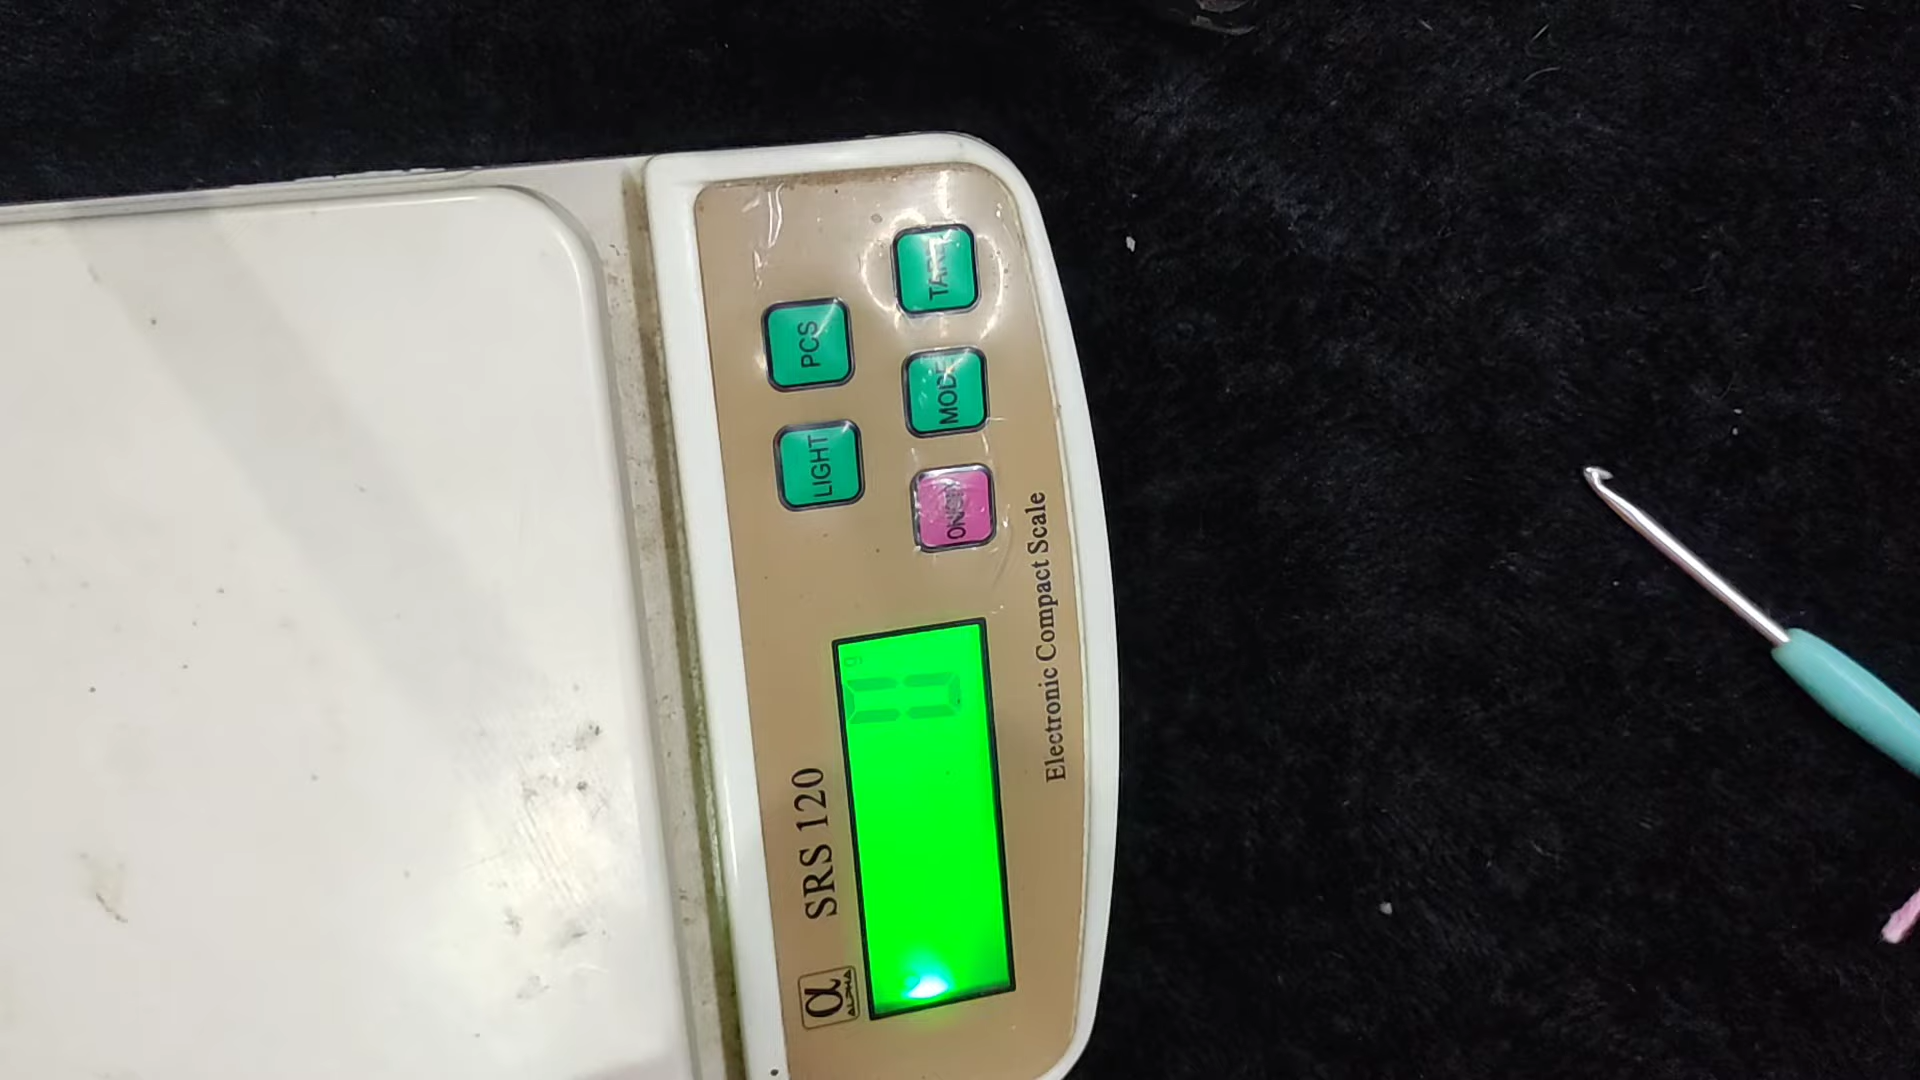 α
ALPHA
SRS 120
g
0
LIGHT
PCS
ON/OFF
MODE
TARE
Electronic Compact Scale